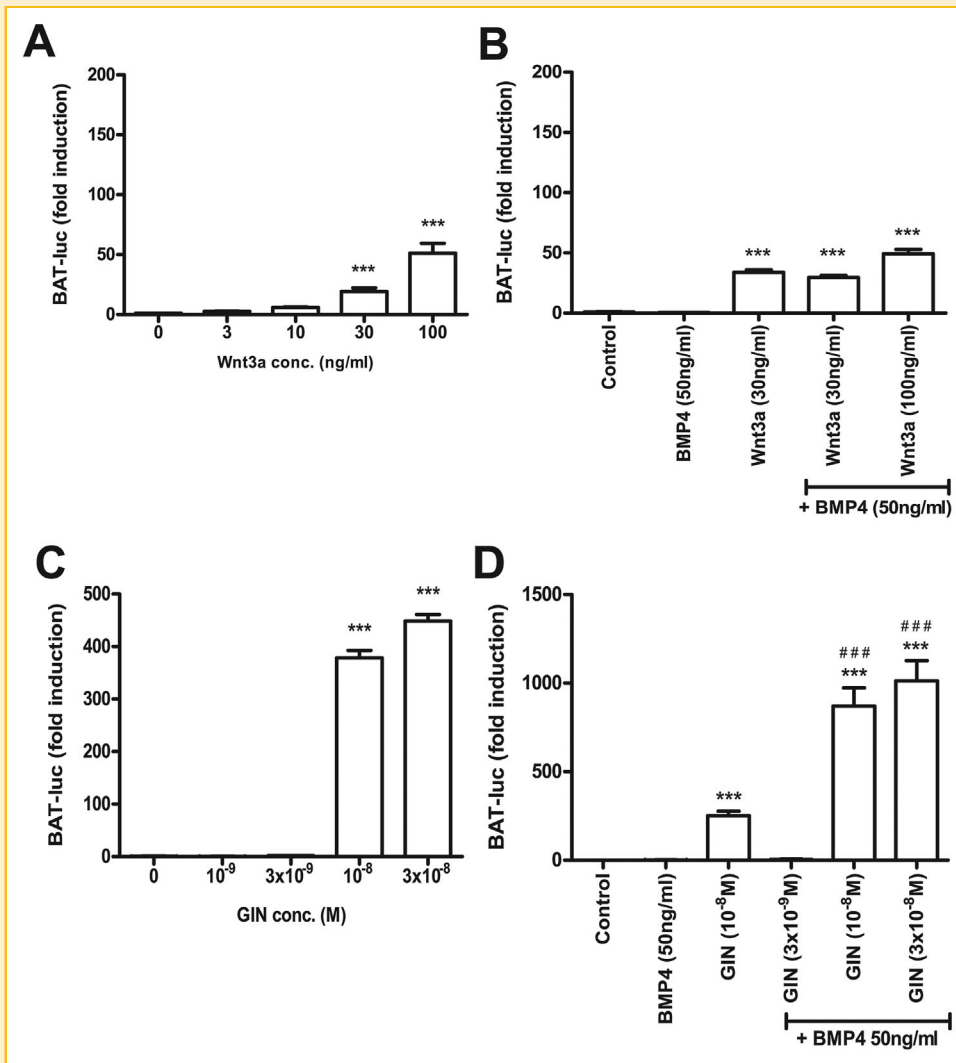 A
BAT-luc (fold induction)
200
150
100
50
0
***
***
0 3 10 30 100
Wnt3a conc. (ng/ml)
B
BAT-luc (fold induction)
200
150
100
50
0
*** *** ***
Control
BMP4 (50ng/ml)
Wnt3a (30ng/ml)
Wnt3a (30ng/ml)
Wnt3a (100ng/ml)
+ BMP4 (50ng/ml)
C
BAT-luc (fold induction)
500
400
300
200
100
0
***
***
0 10⁻⁹ 3x10⁻⁹ 10⁻⁸ 3x10⁻⁸
GIN conc. (M)
D
BAT-luc (fold induction)
1500
1000
500
0
***
###
***
###
***
Control
BMP4 (50ng/ml)
GIN (10⁻⁸M)
GIN (3x10⁻⁹M)
GIN (10⁻⁸M)
GIN (3x10⁻⁸M)
+ BMP4 50ng/ml